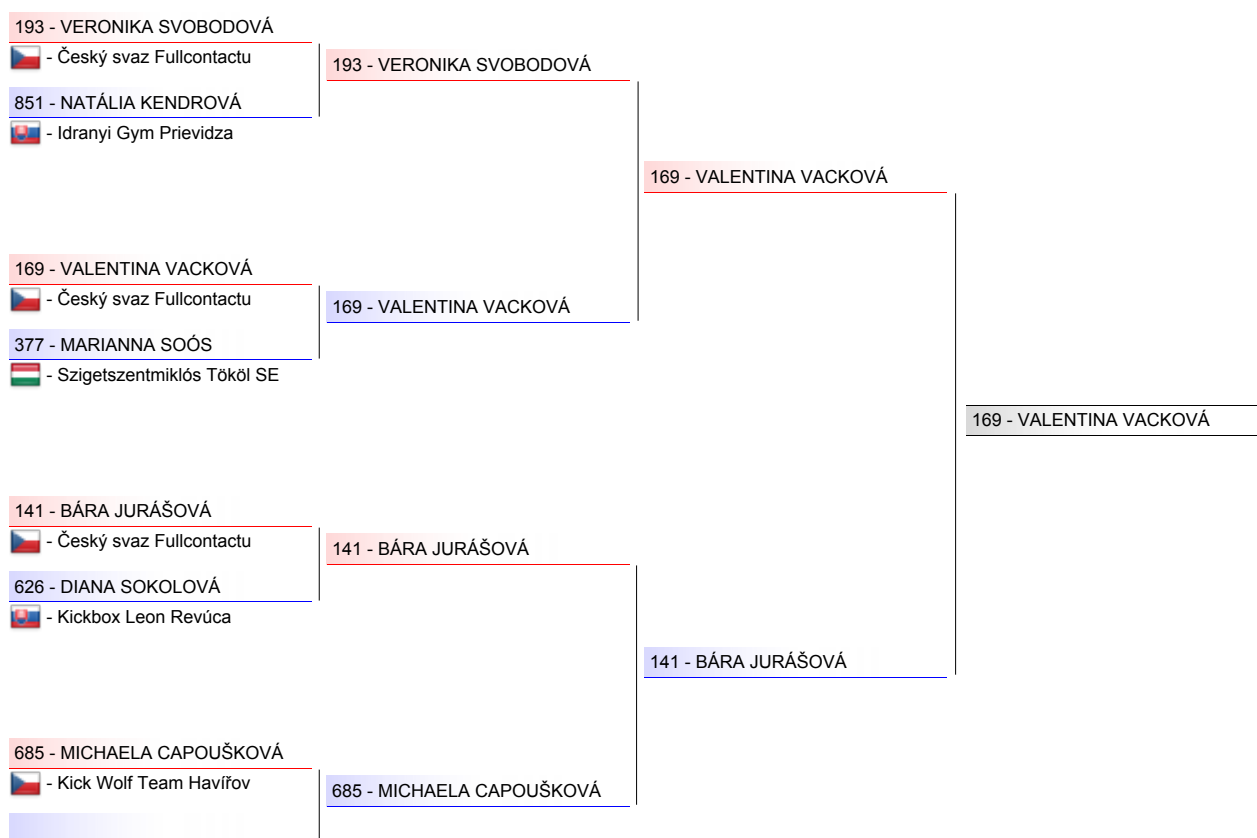 193 - VERONIKA SVOBODOVÁ
- Český svaz Fullcontactu
851 - NATÁLIA KENDROVÁ
- Idranyi Gym Prievidza
169 - VALENTINA VACKOVÁ
- Český svaz Fullcontactu
377 - MARIANNA SOÓS
- Szigetszentmiklós Tököl SE
141 - BÁRA JURÁŠOVÁ
- Český svaz Fullcontactu
626 - DIANA SOKOLOVÁ
- Kickbox Leon Revúca
685 - MICHAELA CAPOUŠKOVÁ
- Kick Wolf Team Havířov
193 - VERONIKA SVOBODOVÁ
169 - VALENTINA VACKOVÁ
141 - BÁRA JURÁŠOVÁ
685 - MICHAELA CAPOUŠKOVÁ
169 - VALENTINA VACKOVÁ
141 - BÁRA JURÁŠOVÁ
169 - VALENTINA VACKOVÁ